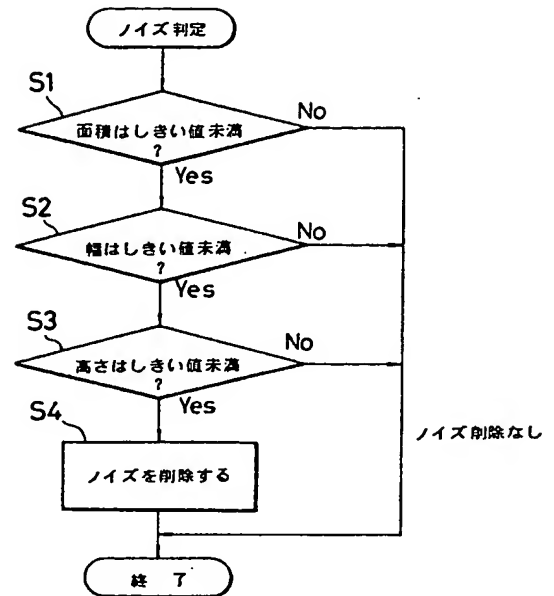 ノイズ判定
S1
面積はしきい値未満
?
No
Yes
S2
幅はしきい値未満
?
No
Yes
S3
高さはしきい値未満
?
No
Yes
S4
ノイズを削除する
ノイズ削除なし
終 了